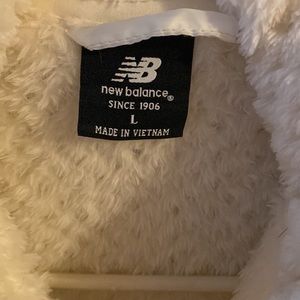 NB
new balance®
SINCE 1906
L
MADE IN VIETNAM